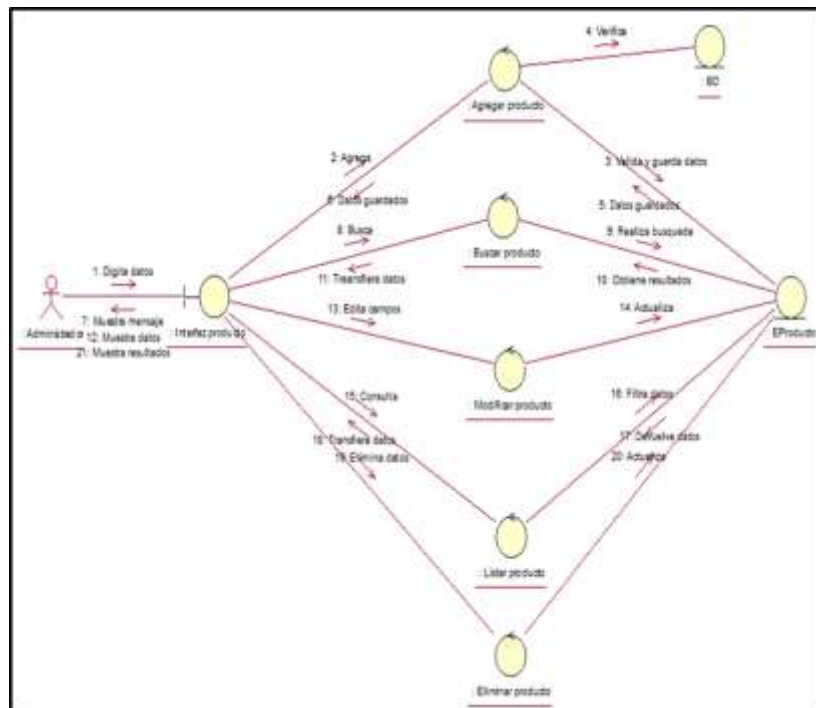 4: Verifica
: BD
: Agregar producto
2: Agrega
3: Valida y guarda datos
6: Datos guardados
5: Datos guardados
8: Busca
9: Realiza busqueda
: Buscar producto
11: Transfiere datos
10: Obtiene resultados
1: Digita datos
13: Edita campos
14: Actualiza
7: Muestra mensaje
12: Muestra datos
21: Muestra resultados
: Interfaz producto
: EProducto
: Modificar producto
15: Consulta
16: Filtra datos
18: Transfiere datos
17: Devuelve datos
19: Elimina datos
20: Actualiza
: Listar producto
: Eliminar producto